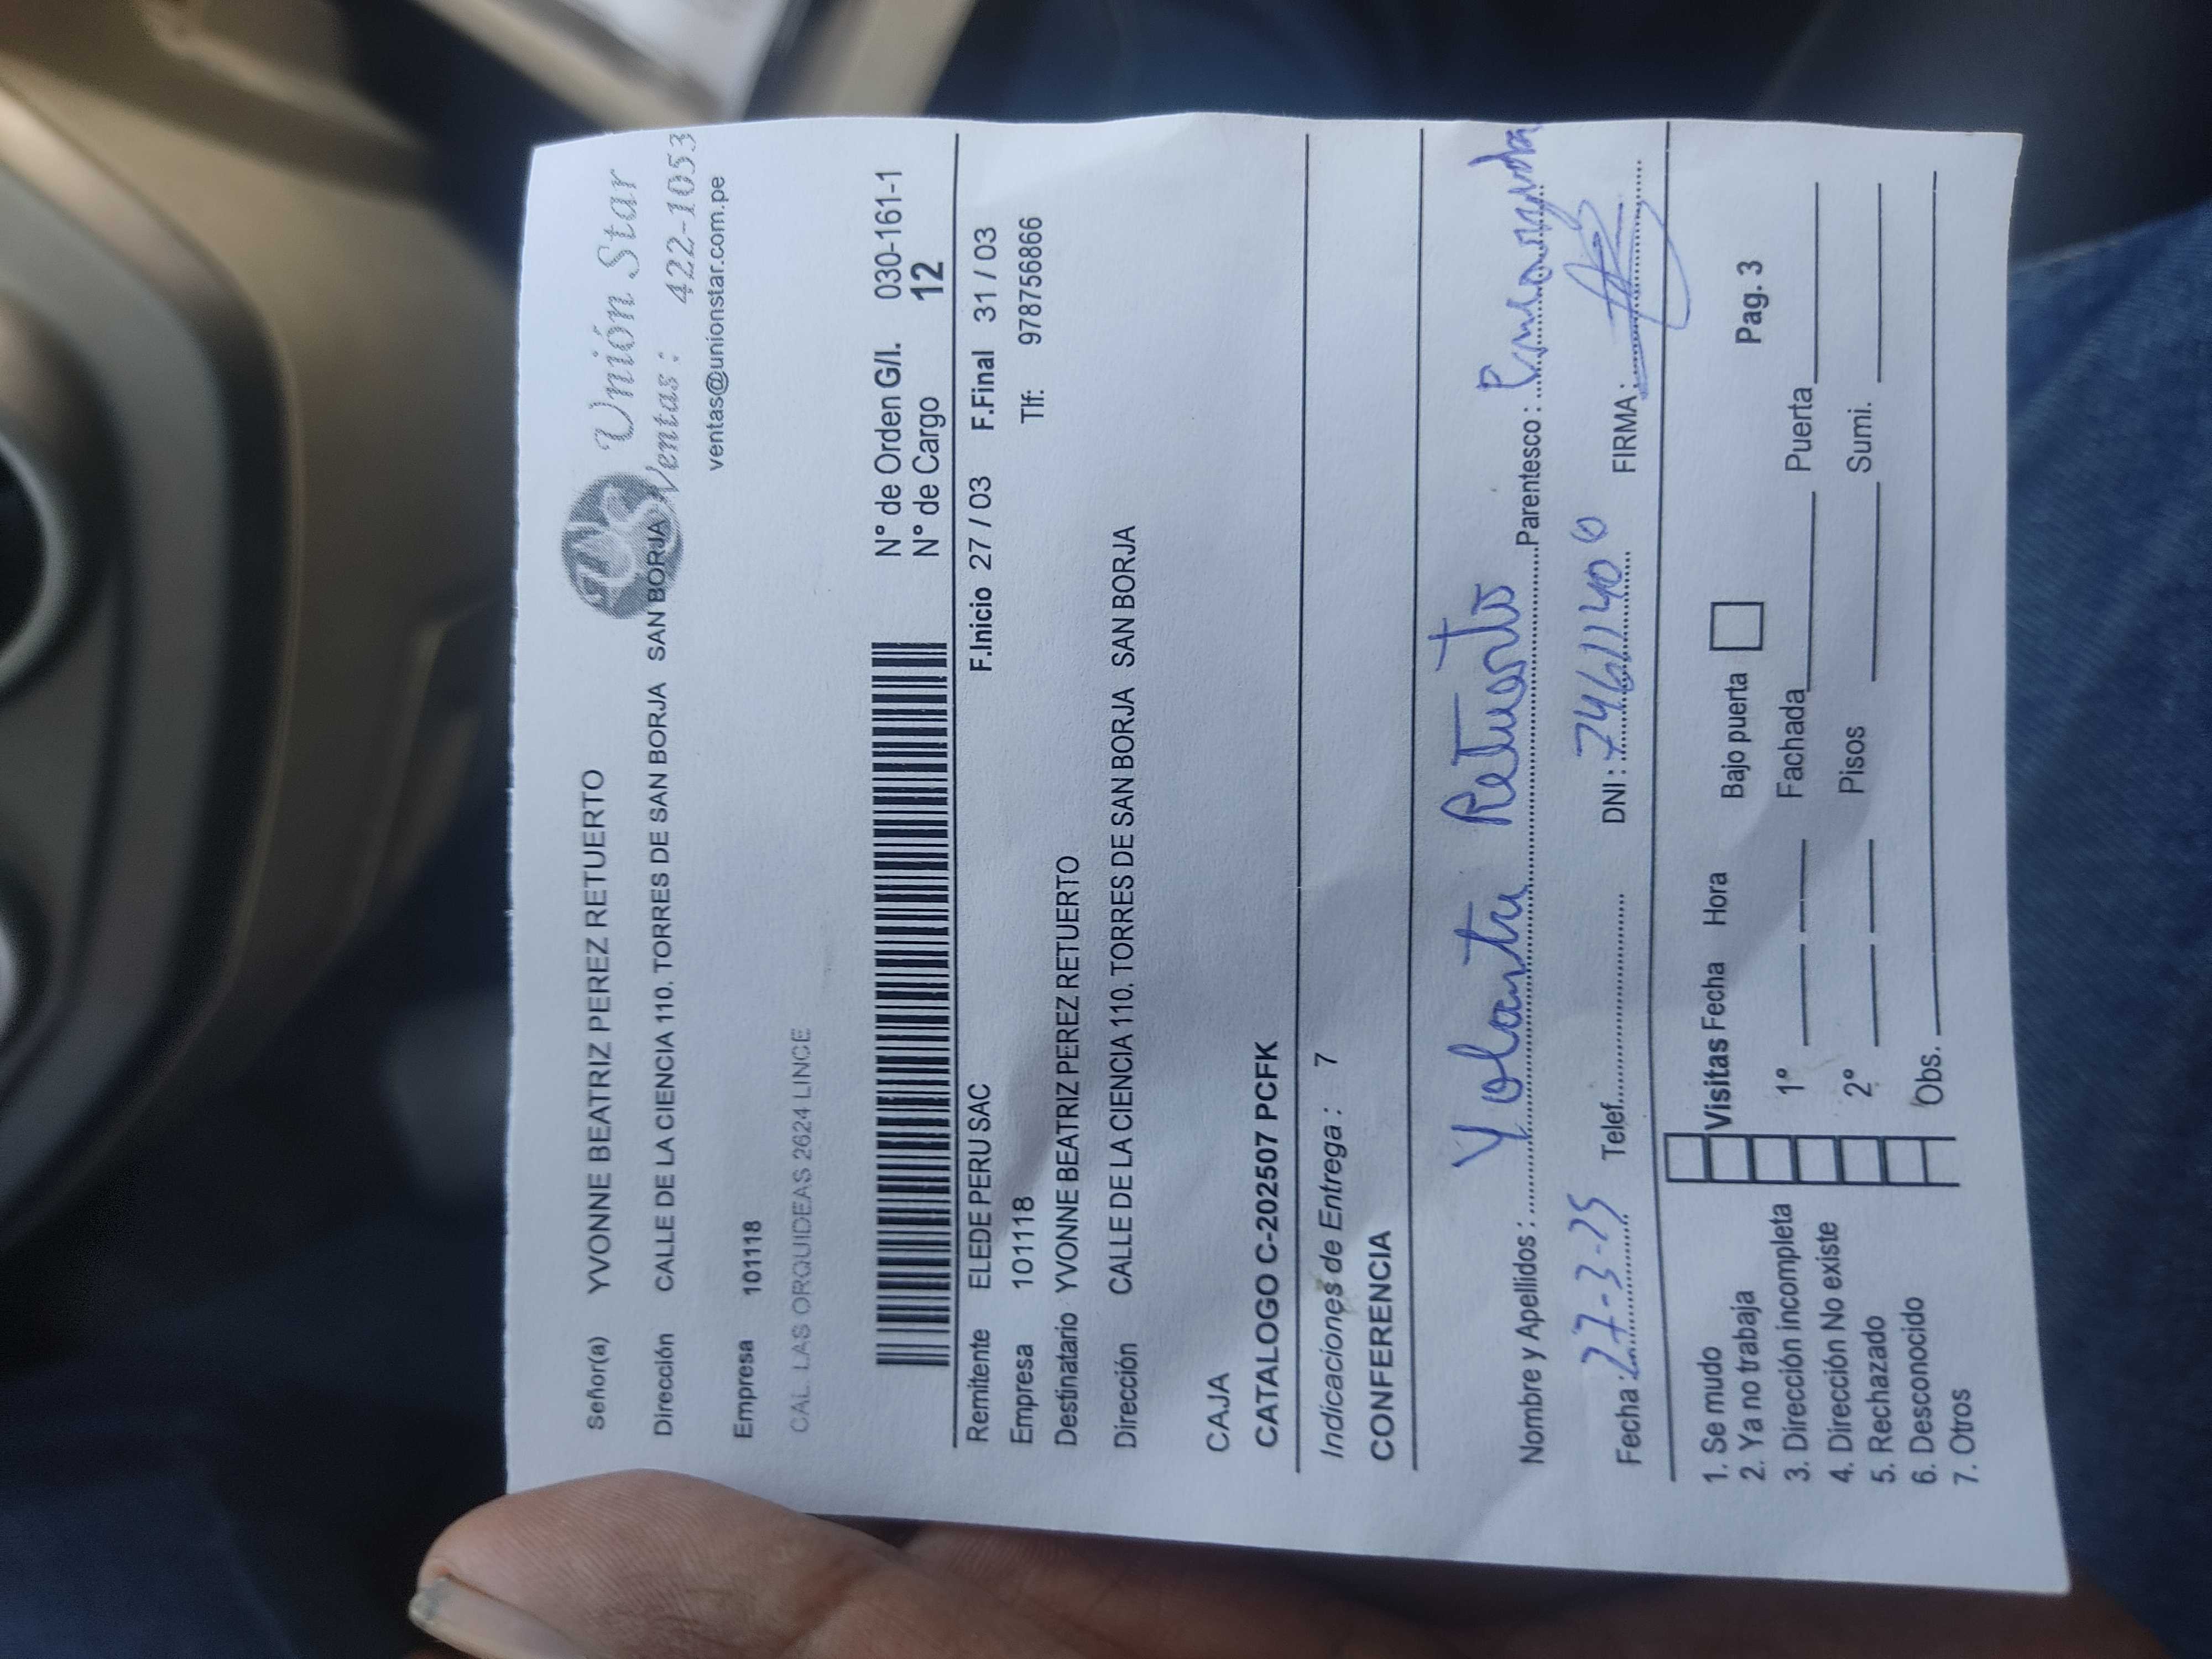 Unión Star
Ventas : 422-1053
ventas@unionstar.com.pe
Señor(a) YVONNE BEATRIZ PEREZ RETUERTO
Dirección CALLE DE LA CIENCIA 110. TORRES DE SAN BORJA SAN BORJA
Empresa 101118
CAL. LAS ORQUIDEAS 2624 LINCE
N° de Orden G/I. 030-161-1
N° de Cargo 12
F.Inicio 27 / 03 F.Final 31 / 03
Remitente ELEDE PERU SAC
Empresa 101118 Tlf: 978756866
Destinatario YVONNE BEATRIZ PEREZ RETUERTO
Dirección CALLE DE LA CIENCIA 110. TORRES DE SAN BORJA SAN BORJA
CAJA
CATALOGO C-202507 PCFK
Indicaciones de Entrega : 7
CONFERENCIA
Nombre y Apellidos : Retuerto Parentesco :
Fecha : 27-3-25 Telef. DNI : FIRMA :
1. Se mudo
2. Ya no trabaja
3. Dirección incompleta
4. Dirección No existe
5. Rechazado
6. Desconocido
7. Otros
Visitas Fecha Hora Bajo puerta Pag. 3
1º Fachada Puerta
2º Pisos Sumi.
Obs.